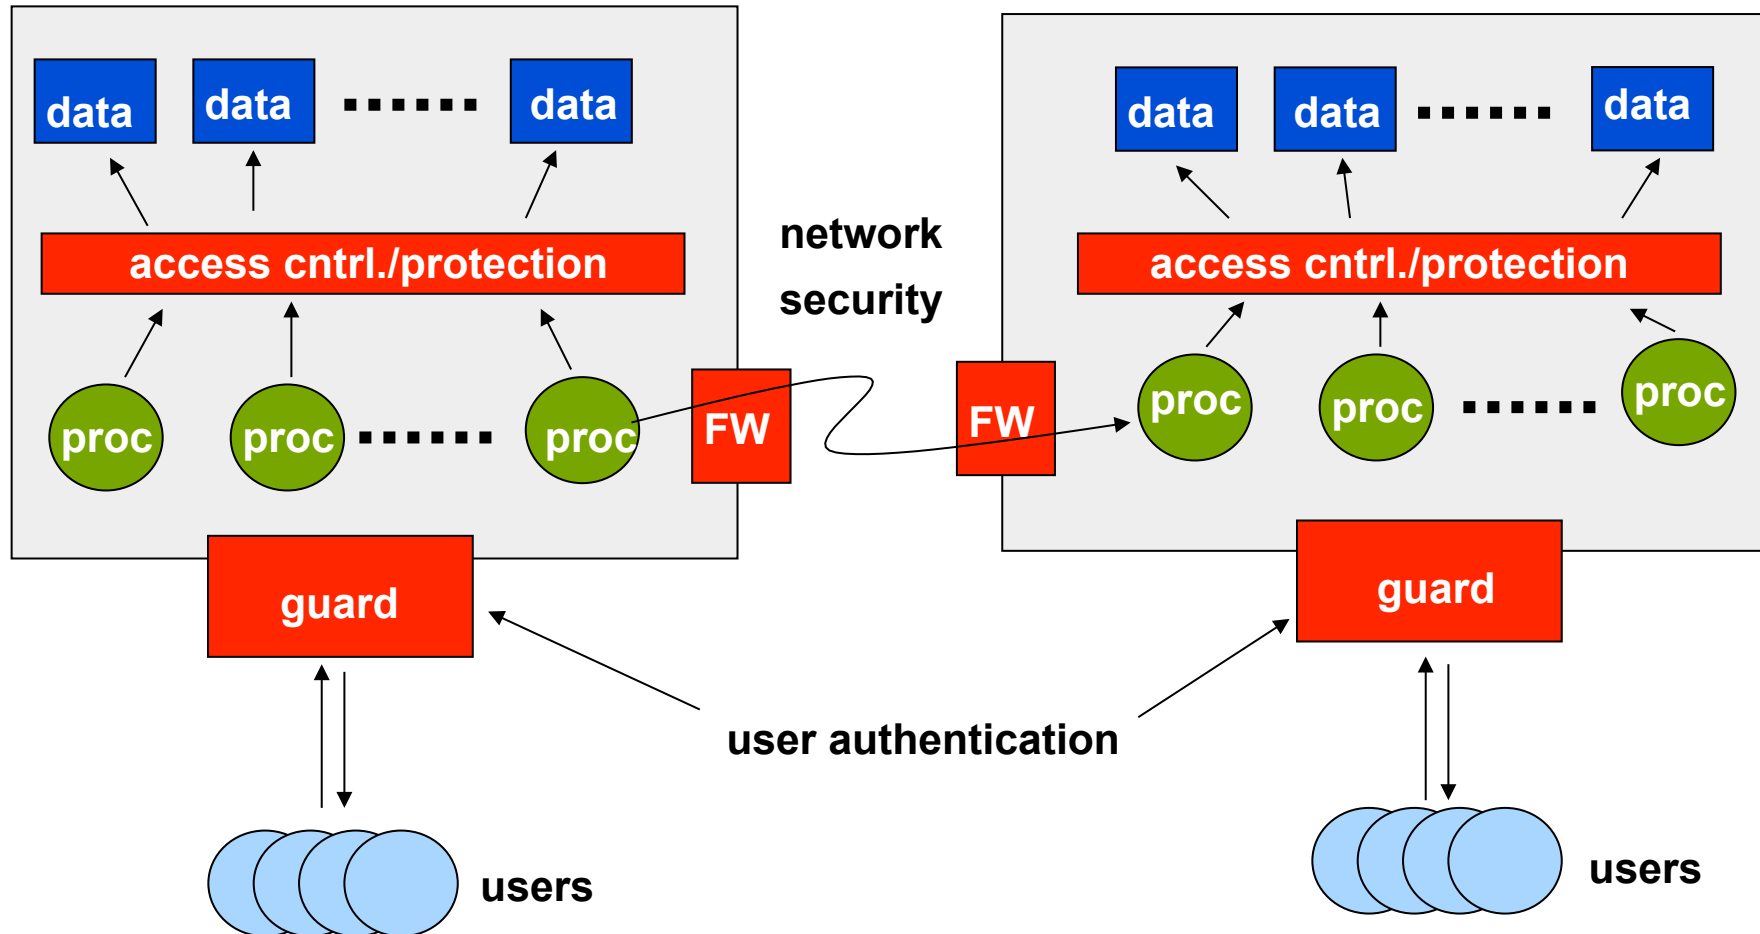 data
data
data
access cntrl./protection
proc
proc
proc
FW
guard
users
network
security
user authentication
data
data
data
access cntrl./protection
proc
proc
proc
FW
guard
users